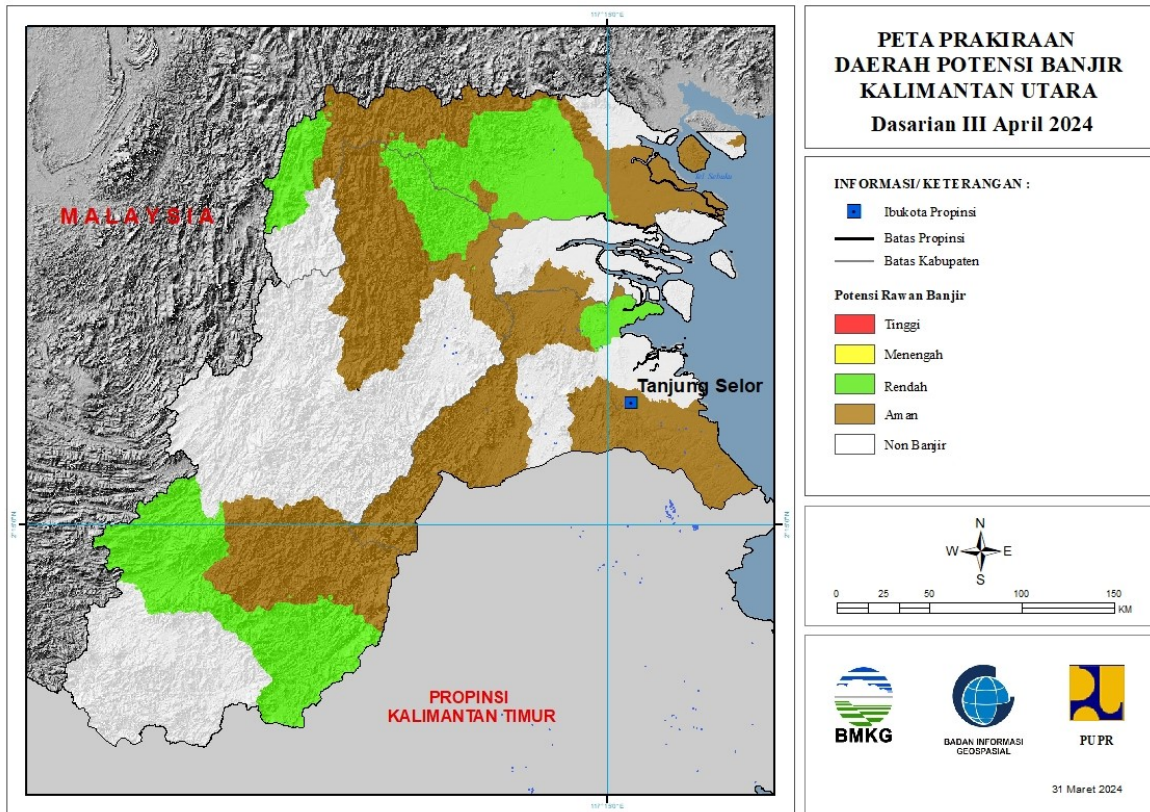 PETA PRAKIRAAN
DAERAH POTENSI BANJIR
KALIMANTAN UTARA
Dasarian III April 2024
INFORMASI/ KETERANGAN :
Ibukota Propinsi
Batas Propinsi
Batas Kabupaten
Potensi Rawan Banjir
Tinggi
Menengah
Rendah
Aman
Non Banjir
MALAYSIA
Tanjung Selor
PROPINSI
KALIMANTAN TIMUR
N
W E
S
0 25 50 100 150
KM
BMKG
BADAN INFORMASI
GEOSPASIAL
PUPR
31 Maret 2024